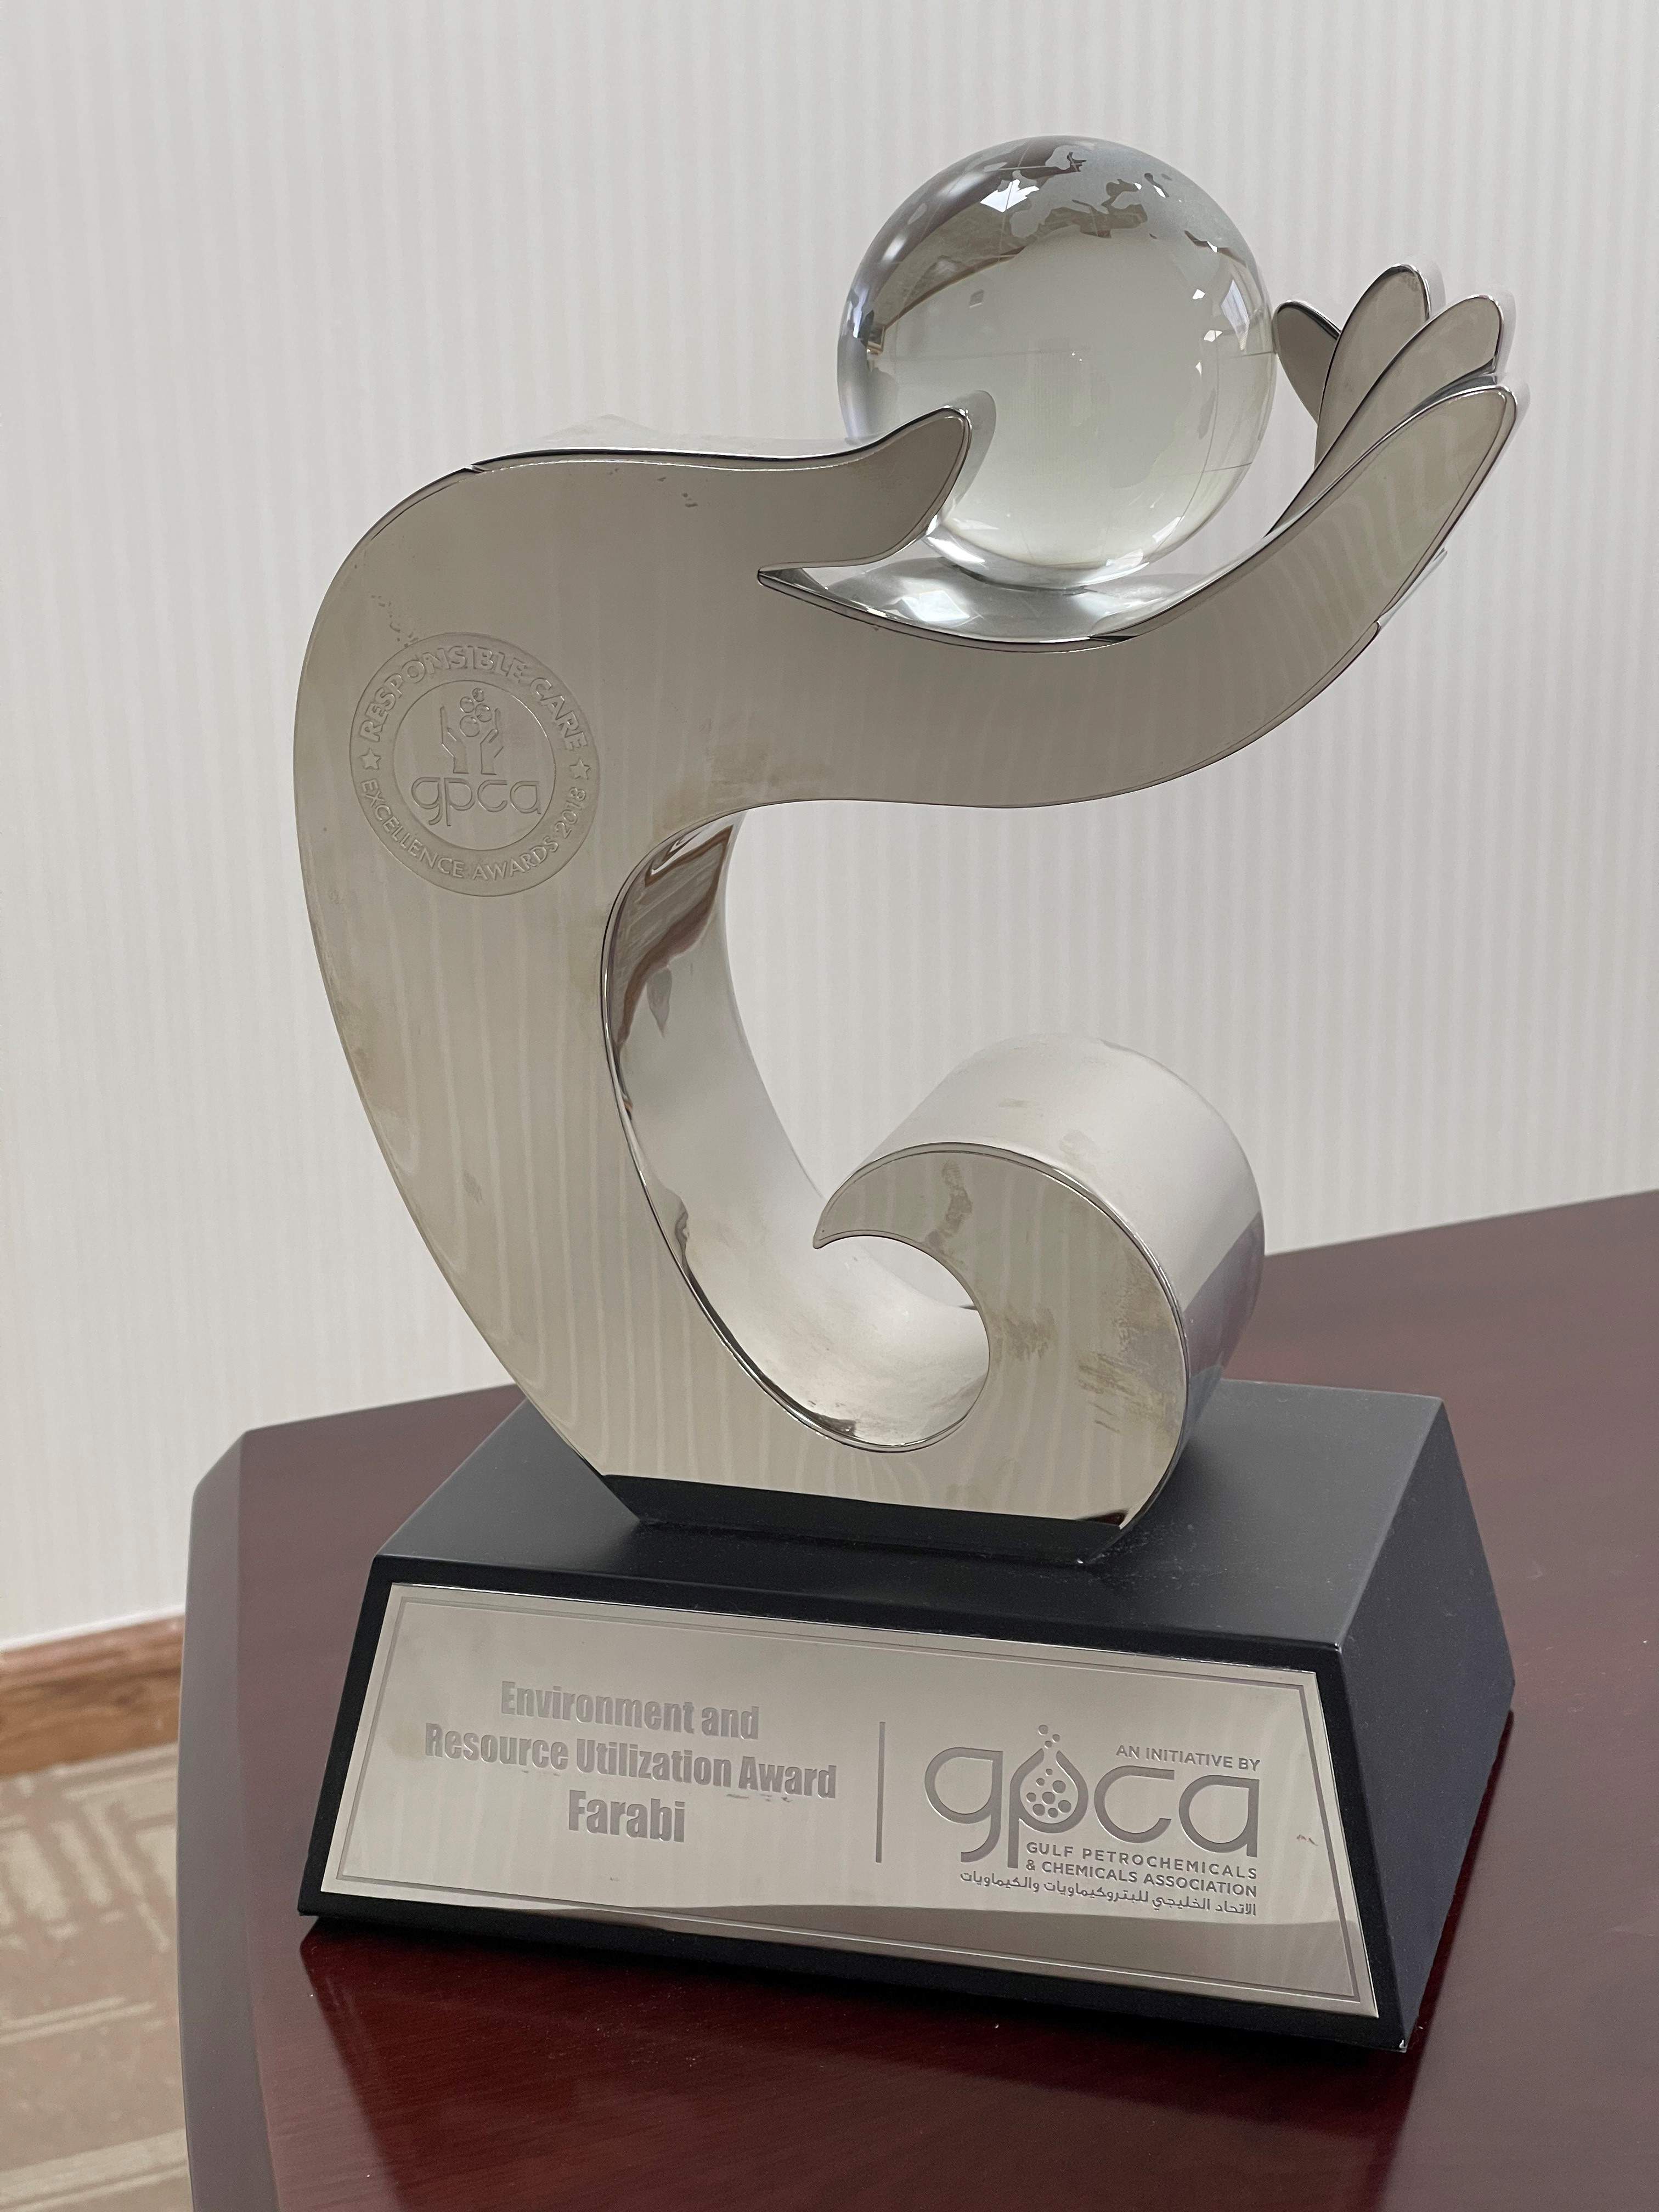 RESPONSIBLE CARE
gpca
EXCELLENCE AWARDS 2018
Environment and
Resource Utilization Award
Farabi
AN INITIATIVE BY
gpca
GULF PETROCHEMICALS
& CHEMICALS ASSOCIATION
الاتحاد الخليجي للبتروكيماويات والكيماويات